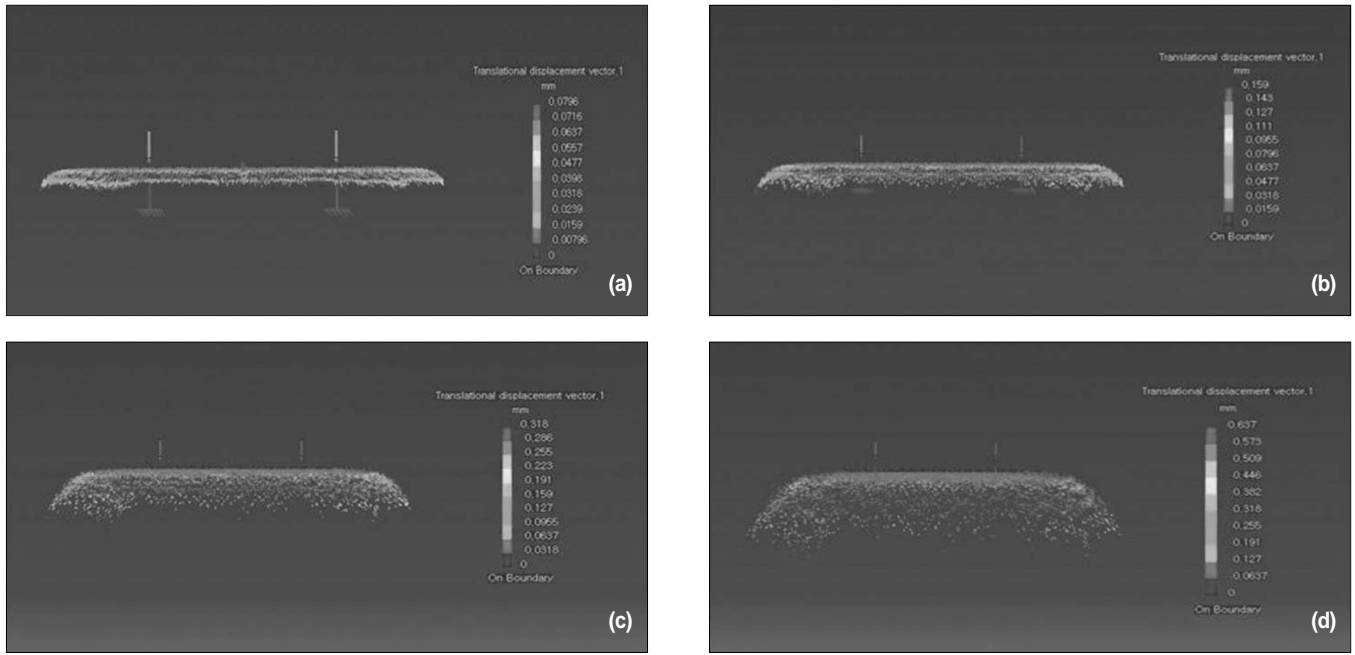 Translational displacement vector.1
mm
0,0796
0,0716
0,0637
0,0557
0,0477
0,0398
0,0318
0,0239
0,0159
0,00796
0
On Boundary
(a)
Translational displacement vector.1
mm
0,159
0,143
0,127
0,111
0,0955
0,0796
0,0637
0,0477
0,0318
0,0159
0
On Boundary
(b)
Translational displacement vector.1
mm
0,318
0,286
0,255
0,223
0,191
0,159
0,127
0,0955
0,0637
0,0318
0
On Boundary
(c)
Translational displacement vector.1
mm
0,637
0,573
0,509
0,446
0,382
0,318
0,255
0,191
0,127
0,0637
0
On Boundary
(d)